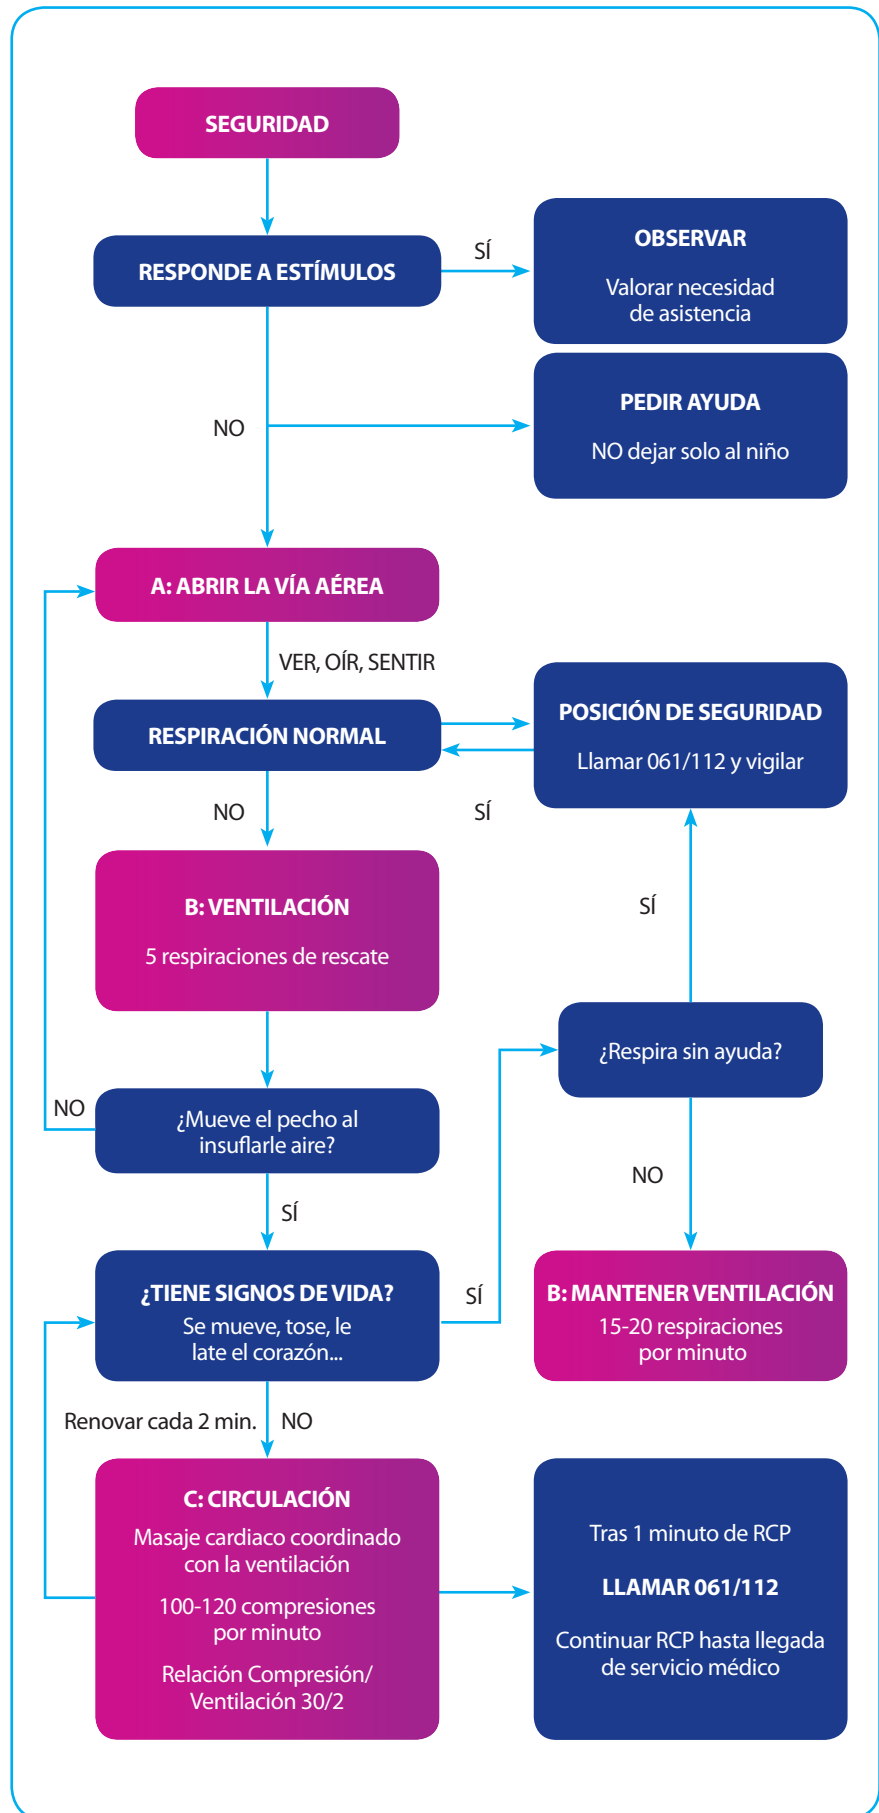 SEGURIDAD
RESPONDE A ESTÍMULOS
SÍ
OBSERVAR
Valorar necesidad
de asistencia
NO
PEDIR AYUDA
NO dejar solo al niño
A: ABRIR LA VÍA AÉREA
VER, OÍR, SENTIR
RESPIRACIÓN NORMAL
POSICIÓN DE SEGURIDAD
Llamar 061/112 y vigilar
NO
SÍ
B: VENTILACIÓN
5 respiraciones de rescate
SÍ
¿Respira sin ayuda?
NO
¿Mueve el pecho al
insuflarle aire?
NO
SÍ
¿TIENE SIGNOS DE VIDA?
Se mueve, tose, le
late el corazón...
SÍ
B: MANTENER VENTILACIÓN
15-20 respiraciones
por minuto
Renovar cada 2 min.
NO
C: CIRCULACIÓN
Masaje cardiaco coordinado
con la ventilación
100-120 compresiones
por minuto
Relación Compresión/
Ventilación 30/2
Tras 1 minuto de RCP
LLAMAR 061/112
Continuar RCP hasta llegada
de servicio médico